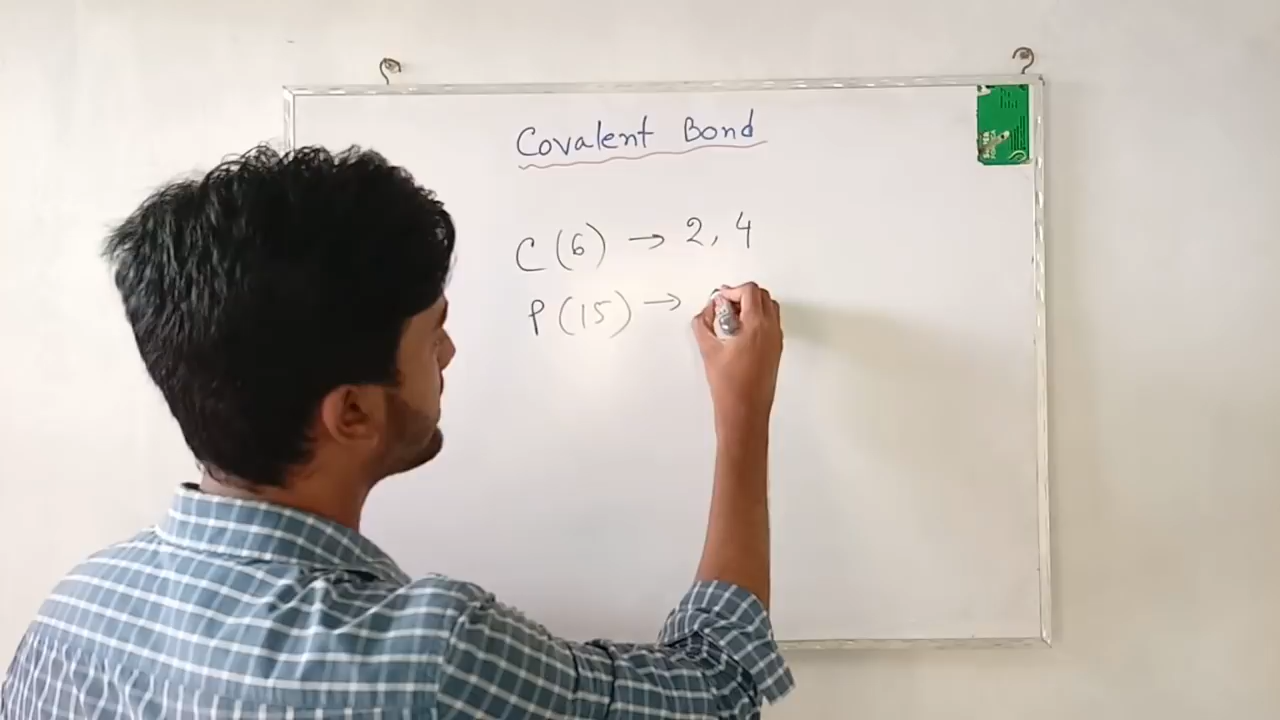 Covalent Bond
C (6) → 2, 4
P (15) →